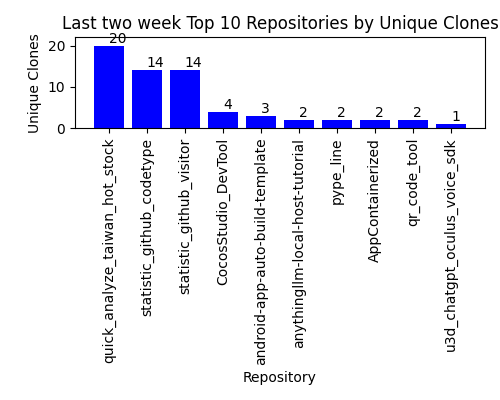 Last two week Top 10 Repositories by Unique Clones
Unique Clones
20
10
0
20
14
14
4
3
2
2
2
2
1
quick_analyze_taiwan_hot_stock
statistic_github_codetype
statistic_github_visitor
CocosStudio_DevTool
android-app-auto-build-template
anythingllm-local-host-tutorial
pype_line
AppContainerized
qr_code_tool
u3d_chatgpt_oculus_voice_sdk
Repository